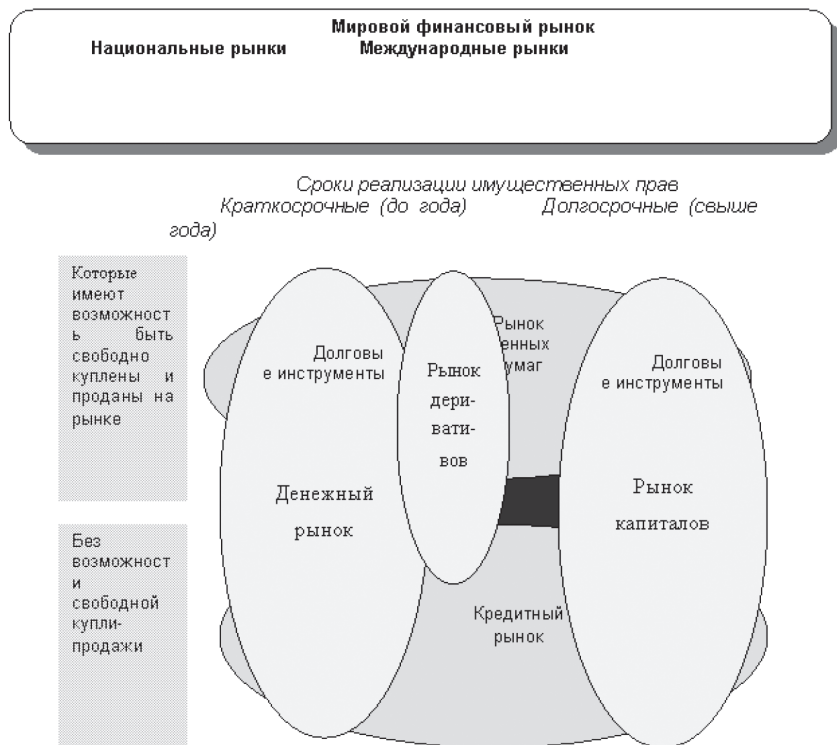 Мировой финансовый рынок
Национальные рынки Международные рынки
Сроки реализации имущественных прав
Краткосрочные (до года) Долгосрочные (свыше
года)
Которые
имеют
возможност
ь быть
свободно
куплены и
проданы на
рынке
Долговы
е инструменты
Рынок
дери-
вати-
вов
Рынок
енных
умаг
Долговы
е инструменты
Денежный
рынок
Рынок
капиталов
Без
возможност
и
свободной
купли-
продажи
Кредитный
рынок